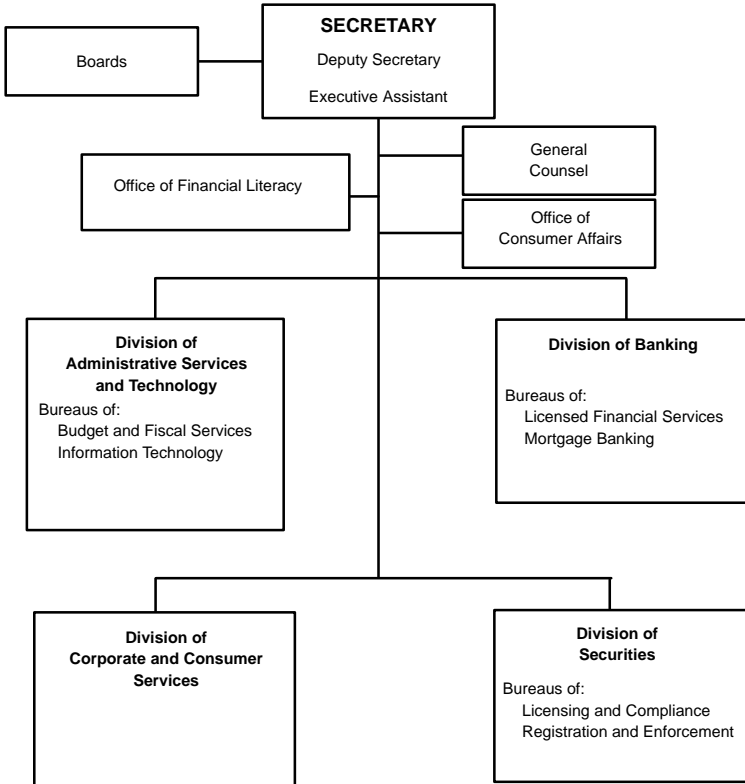 SECRETARY
Deputy Secretary
Executive Assistant
Boards
General
Counsel
Office of Financial Literacy
Office of
Consumer Affairs
Division of
Administrative Services
and Technology
Bureaus of:
Budget and Fiscal Services
Information Technology
Division of Banking
Bureaus of:
Licensed Financial Services
Mortgage Banking
Division of
Corporate and Consumer
Services
Division of
Securities
Bureaus of:
Licensing and Compliance
Registration and Enforcement